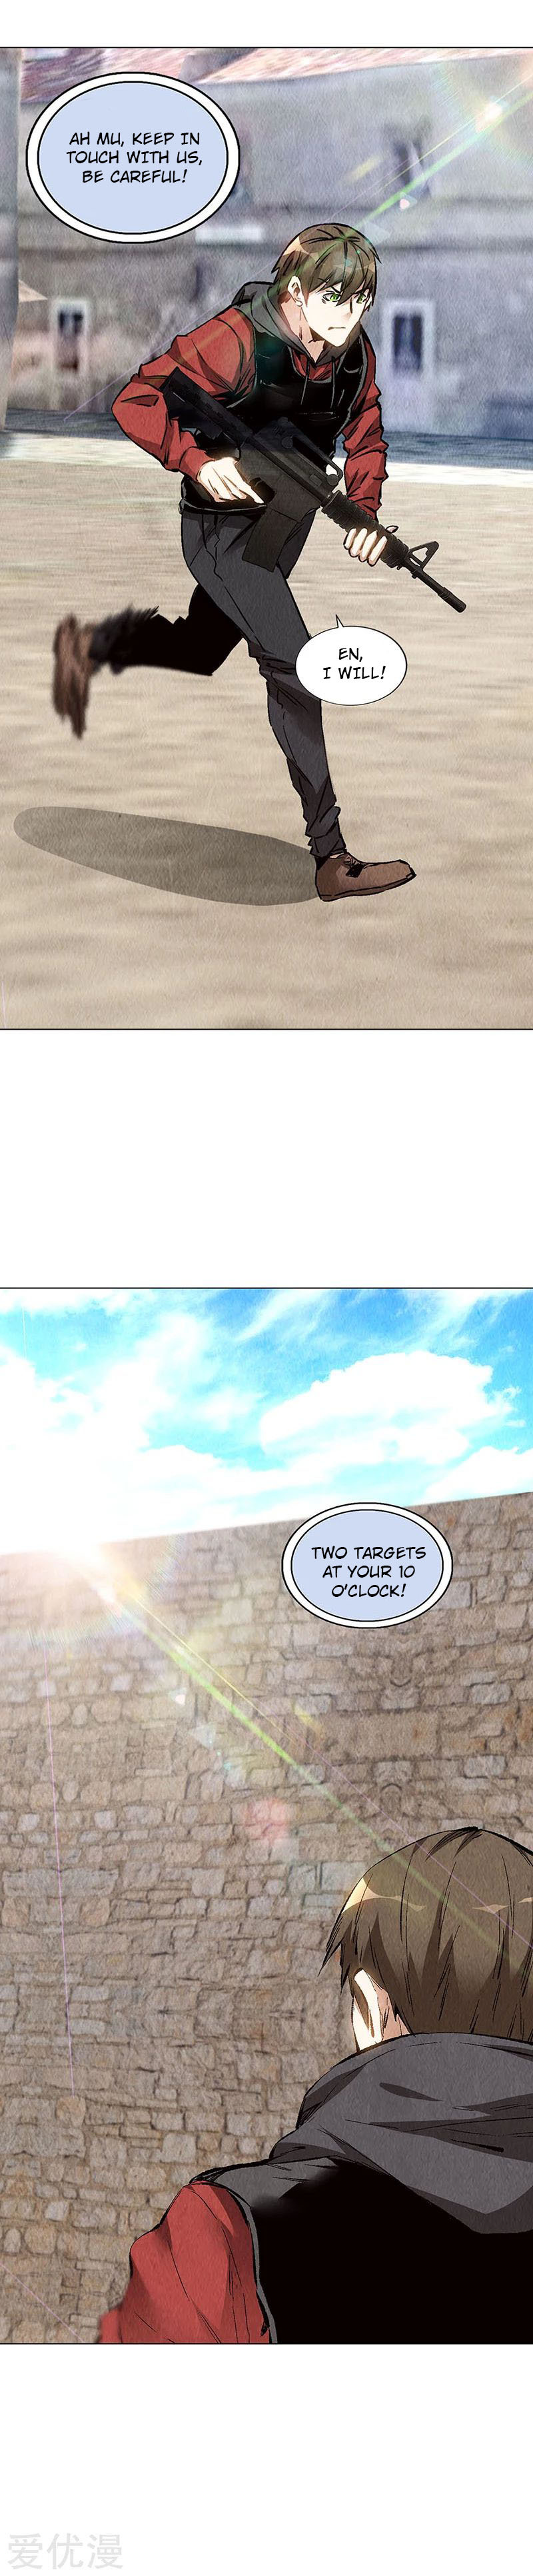 AH MU, KEEP IN
TOUCH WITH US,
BE CAREFUL!
EN,
I WILL!
TWO TARGETS
AT YOUR 10
O'CLOCK!
爱优漫